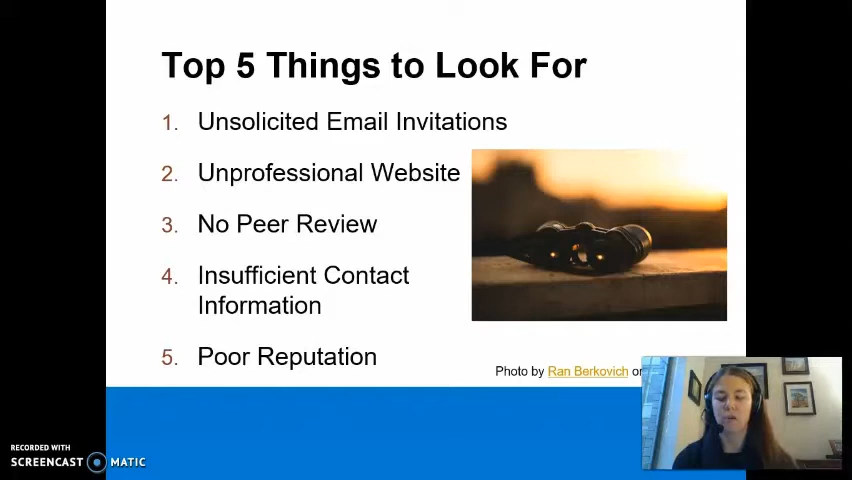 Top 5 Things to Look For
1. Unsolicited Email Invitations
2. Unprofessional Website
3. No Peer Review
4. Insufficient Contact
Information
5. Poor Reputation
Photo by Ran Berkovich on
RECORDED WITH
SCREENCAST MATIC